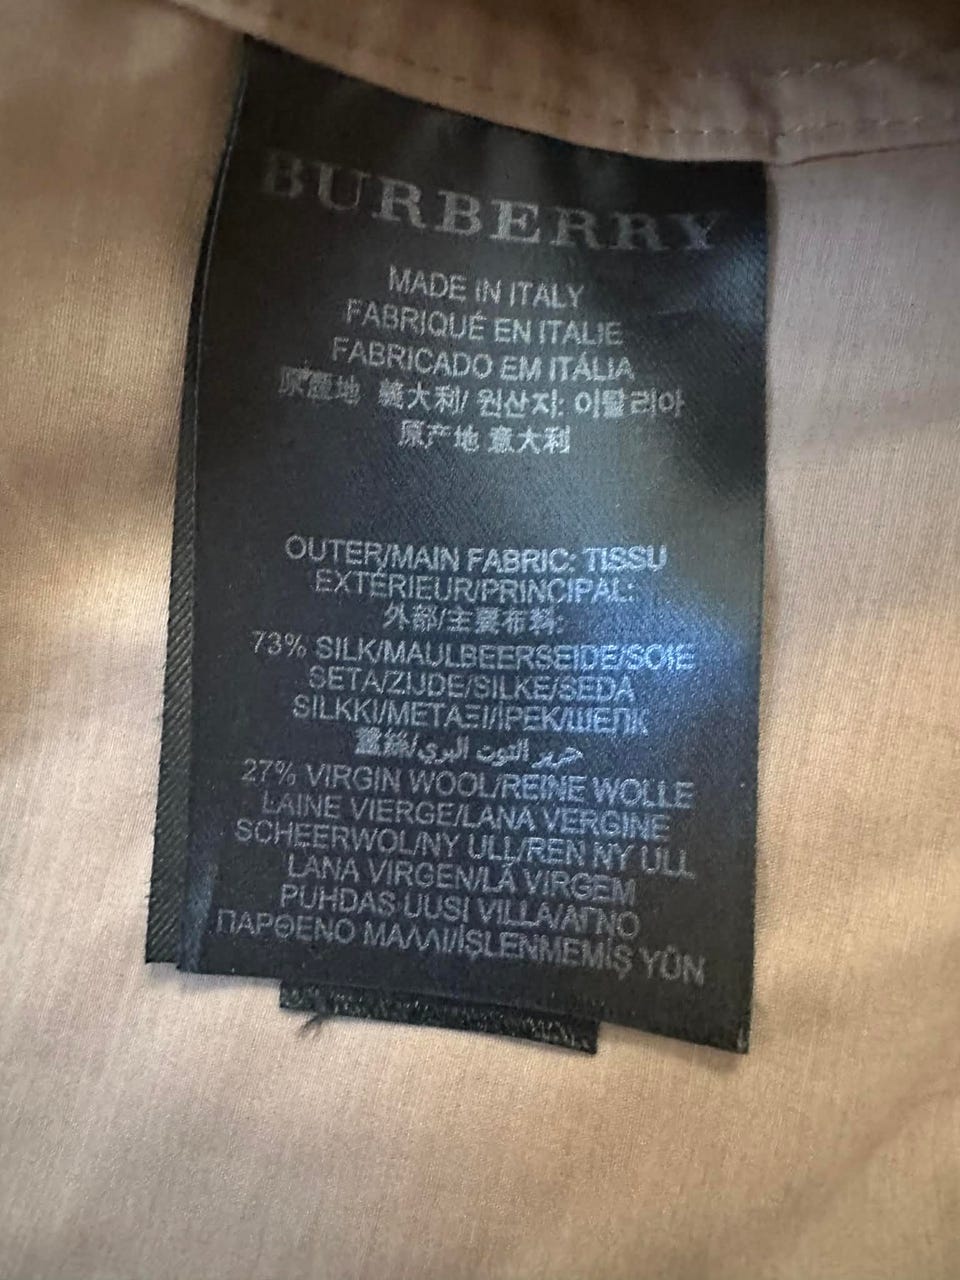 BURBERRY
MADE IN ITALY
FABRIQUÉ EN ITALIE
FABRICADO EM ITÁLIA
原產地 義大利/ 원산지: 이탈리아
原产地 意大利
OUTER/MAIN FABRIC: TISSU
EXTÉRIEUR/PRINCIPAL:
外部/主要布料:
73% SILK/MAULBEERSEIDE/SOIE
SETA/ZIJDE/SILKE/SEDA
SILKKI/ΜΕΤΑΞΙ/İPEK/ШЕЛК
蠶絲/حرير التوت البري
27% VIRGIN WOOL/REINE WOLLE
LAINE VIERGE/LANA VERGINE
SCHEERWOL/NY ULL/REN NY ULL
LANA VIRGEN/LÃ VIRGEM
PUHDAS UUSI VILLA/ΑΓΝΟ
ΠΑΡΘΕΝΟ ΜΑΛΛΙ/İŞLENMEMİŞ YÜN